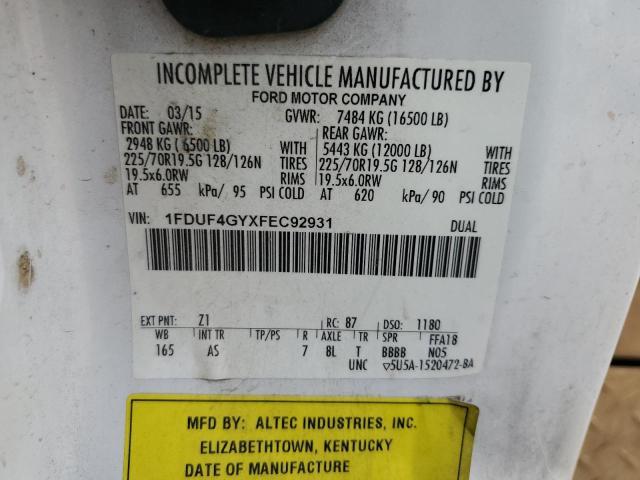 INCOMPLETE VEHICLE MANUFACTURED BY
FORD MOTOR COMPANY
DATE: 03/15 GVWR: 7484 KG (16500 LB)
FRONT GAWR: REAR GAWR:
2948 KG ( 6500 LB) WITH 5443 KG (12000 LB) WITH
225/70R19.5G 128/126N TIRES 225/70R19.5G 128/126N TIRES
19.5x6.0RW RIMS 19.5x6.0RW RIMS
AT 655 kPa/ 95 PSI COLD AT 620 kPa/ 90 PSI COLD
VIN: 1FDUF4GYXFEC92931 DUAL
EXT PNT: Z1 RC: 87 DSO: 1180
WB INT TR TP/PS R AXLE TR SPR FFA18
165 AS 7 8L T BBBB N05
UNC ▽5U5A-1520472-BA
MFD BY: ALTEC INDUSTRIES, INC.
ELIZABETHTOWN, KENTUCKY
DATE OF MANUFACTURE